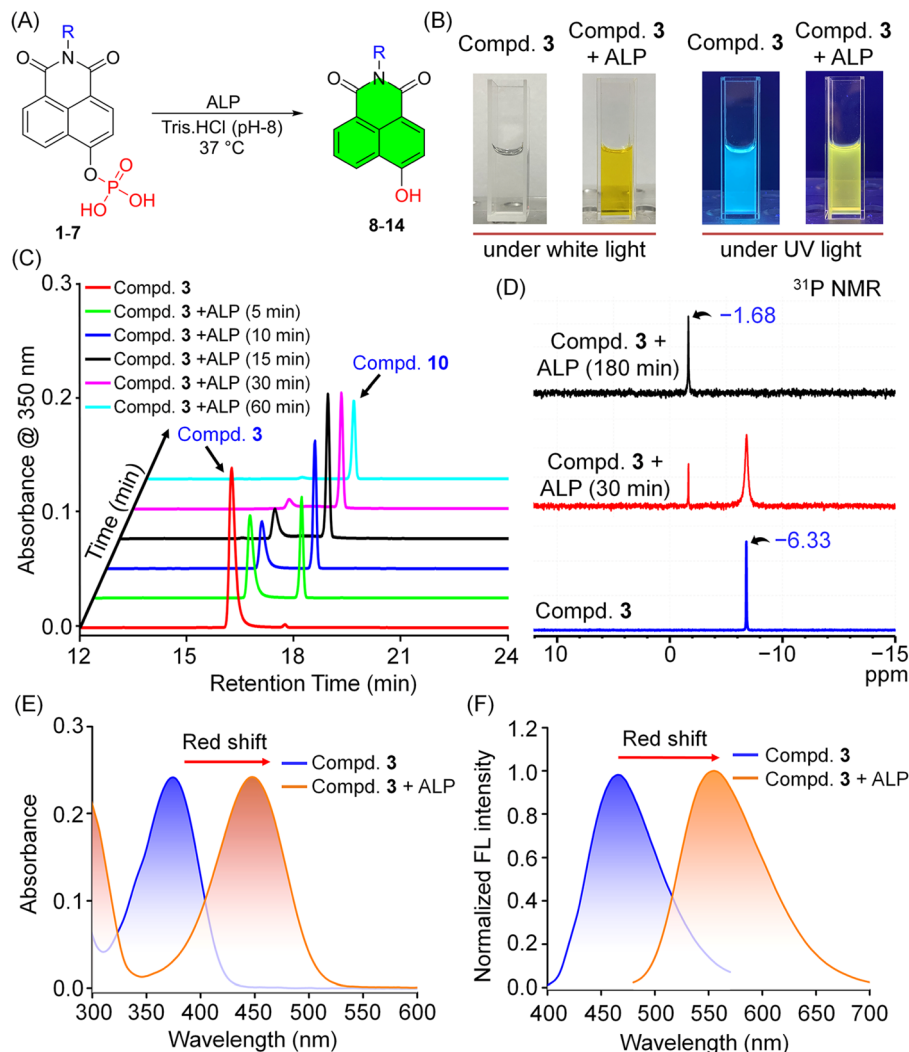 (A)
R
O
N
O
O
P
O
HO
OH
1-7
ALP
Tris.HCl (pH-8)
37 °C
R
O
N
O
OH
8-14
(B)
Compd. 3
Compd. 3
+ ALP
Compd. 3
Compd. 3
+ ALP
under white light
under UV light
(C)
Compd. 3
Compd. 3 +ALP (5 min)
Compd. 3 +ALP (10 min)
Compd. 3 +ALP (15 min)
Compd. 3 +ALP (30 min)
Compd. 3 +ALP (60 min)
Compd. 10
Compd. 3
Time (min)
Absorbance @ 350 nm
0.3
0.2
0.1
0.0
12
15
18
21
24
Retention Time (min)
(D)
³¹P NMR
−1.68
Compd. 3 +
ALP (180 min)
Compd. 3 +
ALP (30 min)
−6.33
Compd. 3
10
0
−10
−15
ppm
(E)
Red shift
Compd. 3
Compd. 3 + ALP
Absorbance
0.3
0.2
0.1
0.0
300
350
400
450
500
550
600
Wavelength (nm)
(F)
Red shift
Compd. 3
Compd. 3 + ALP
Normalized FL intensity
1.2
1.0
0.8
0.6
0.4
0.2
0.0
400
450
500
550
600
650
700
Wavelength (nm)